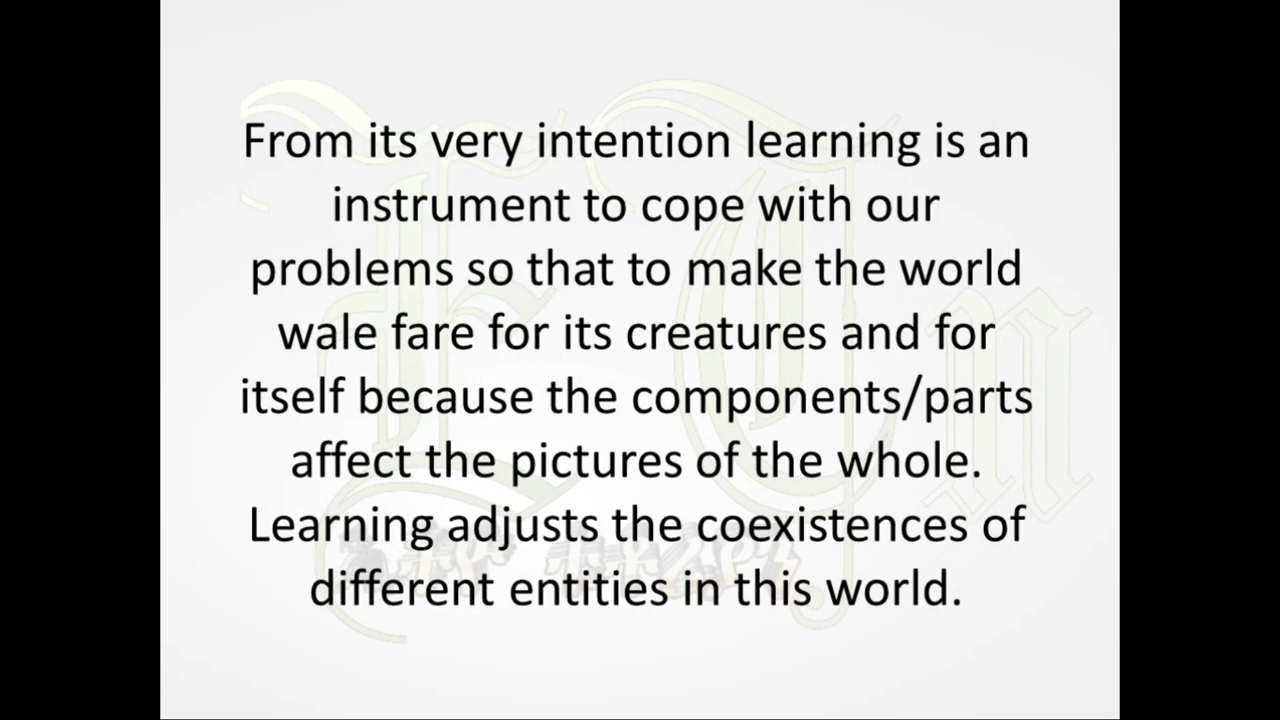 From its very intention learning is an
instrument to cope with our
problems so that to make the world
wale fare for its creatures and for
itself because the components/parts
affect the pictures of the whole.
Learning adjusts the coexistences of
different entities in this world.